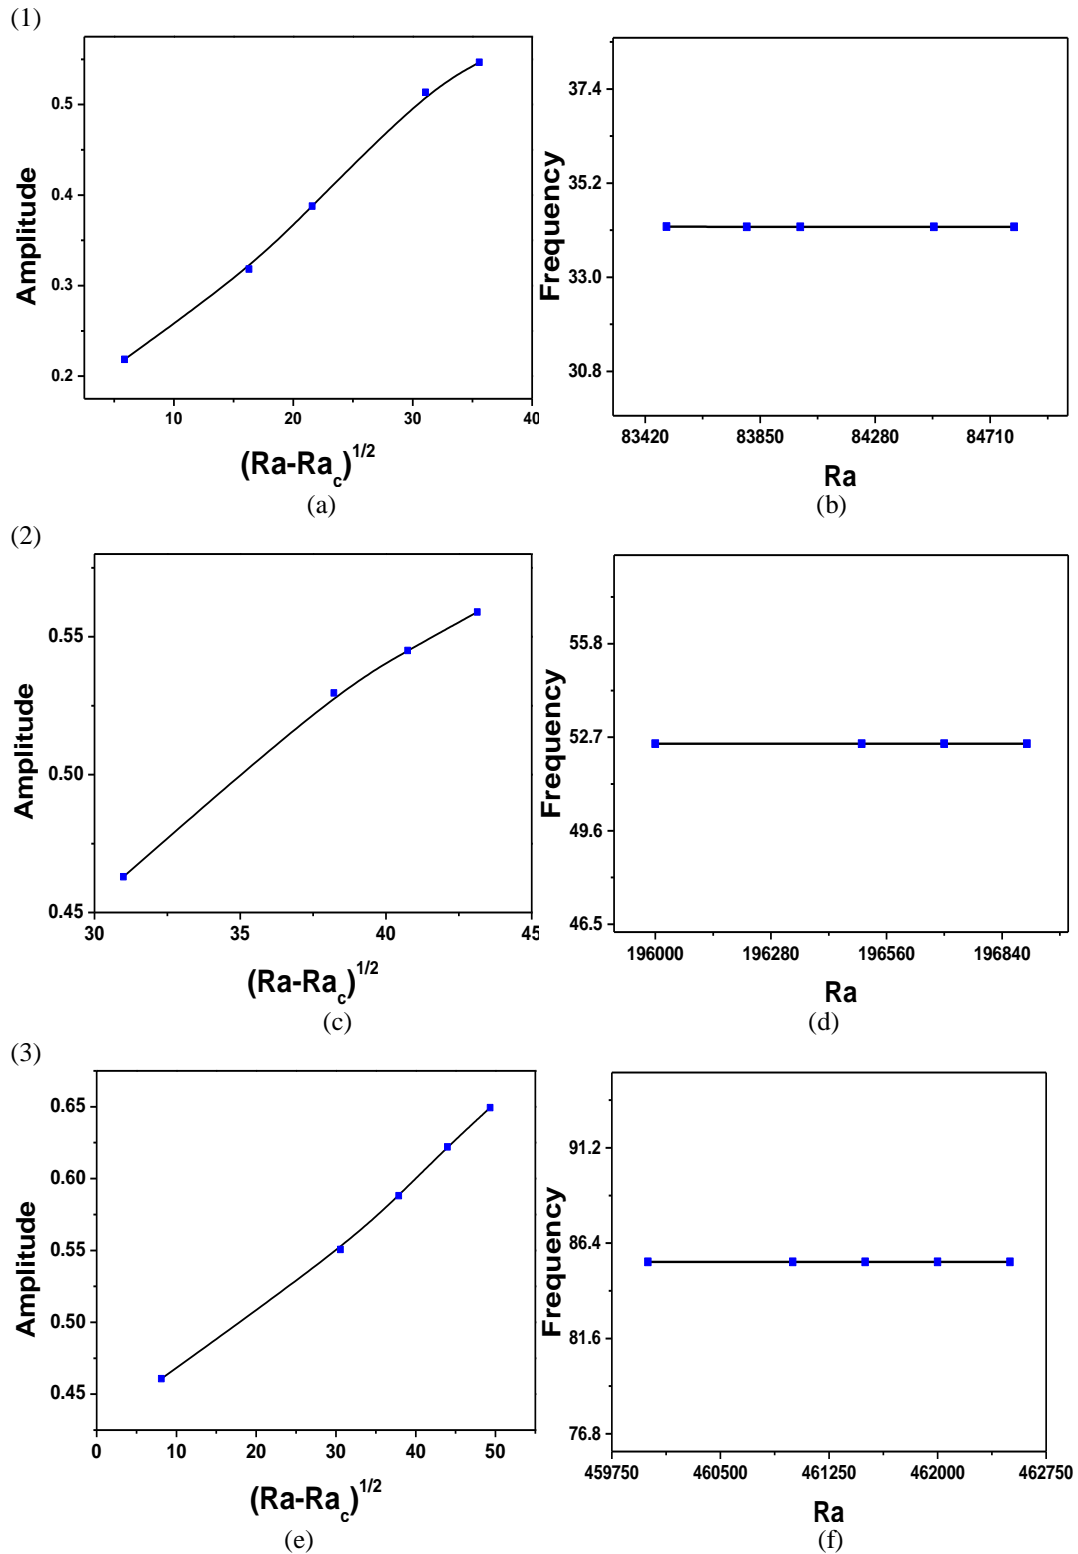 (1)
Amplitude
0.5
0.4
0.3
0.2
10 20 30 40
(Ra-Rac)1/2
(a)
Frequency
37.4
35.2
33.0
30.8
83420 83850 84280 84710
Ra
(b)
(2)
Amplitude
0.55
0.50
0.45
30 35 40 45
(Ra-Rac)1/2
(c)
Frequency
55.8
52.7
49.6
46.5
196000 196280 196560 196840
Ra
(d)
(3)
Amplitude
0.65
0.60
0.55
0.50
0.45
0 10 20 30 40 50
(Ra-Rac)1/2
(e)
Frequency
91.2
86.4
81.6
76.8
459750 460500 461250 462000 462750
Ra
(f)